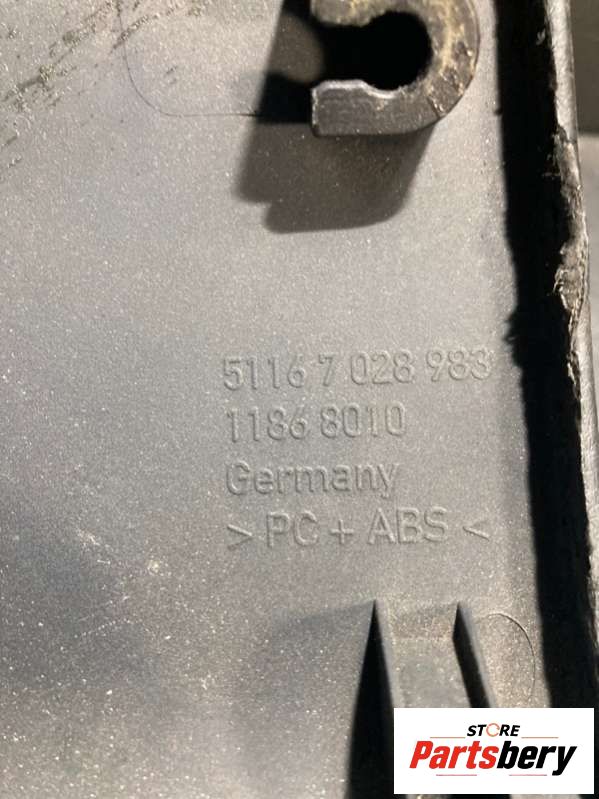 5116 7 028 983
1186 8010
Germany
> PC + ABS <
STORE
Partsbery